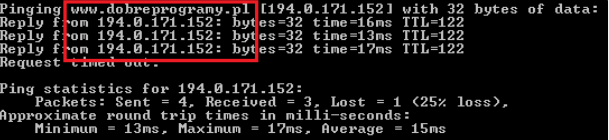 Pinging www.dobreprogramy.pl [194.0.171.152] with 32 bytes of data:
Reply from 194.0.171.152: bytes=32 time=16ms TTL=122
Reply from 194.0.171.152: bytes=32 time=13ms TTL=122
Reply from 194.0.171.152: bytes=32 time=17ms TTL=122
Request timed out.
Ping statistics for 194.0.171.152:
Packets: Sent = 4, Received = 3, Lost = 1 (25% loss),
Approximate round trip times in milli-seconds:
Minimum = 13ms, Maximum = 17ms, Average = 15ms